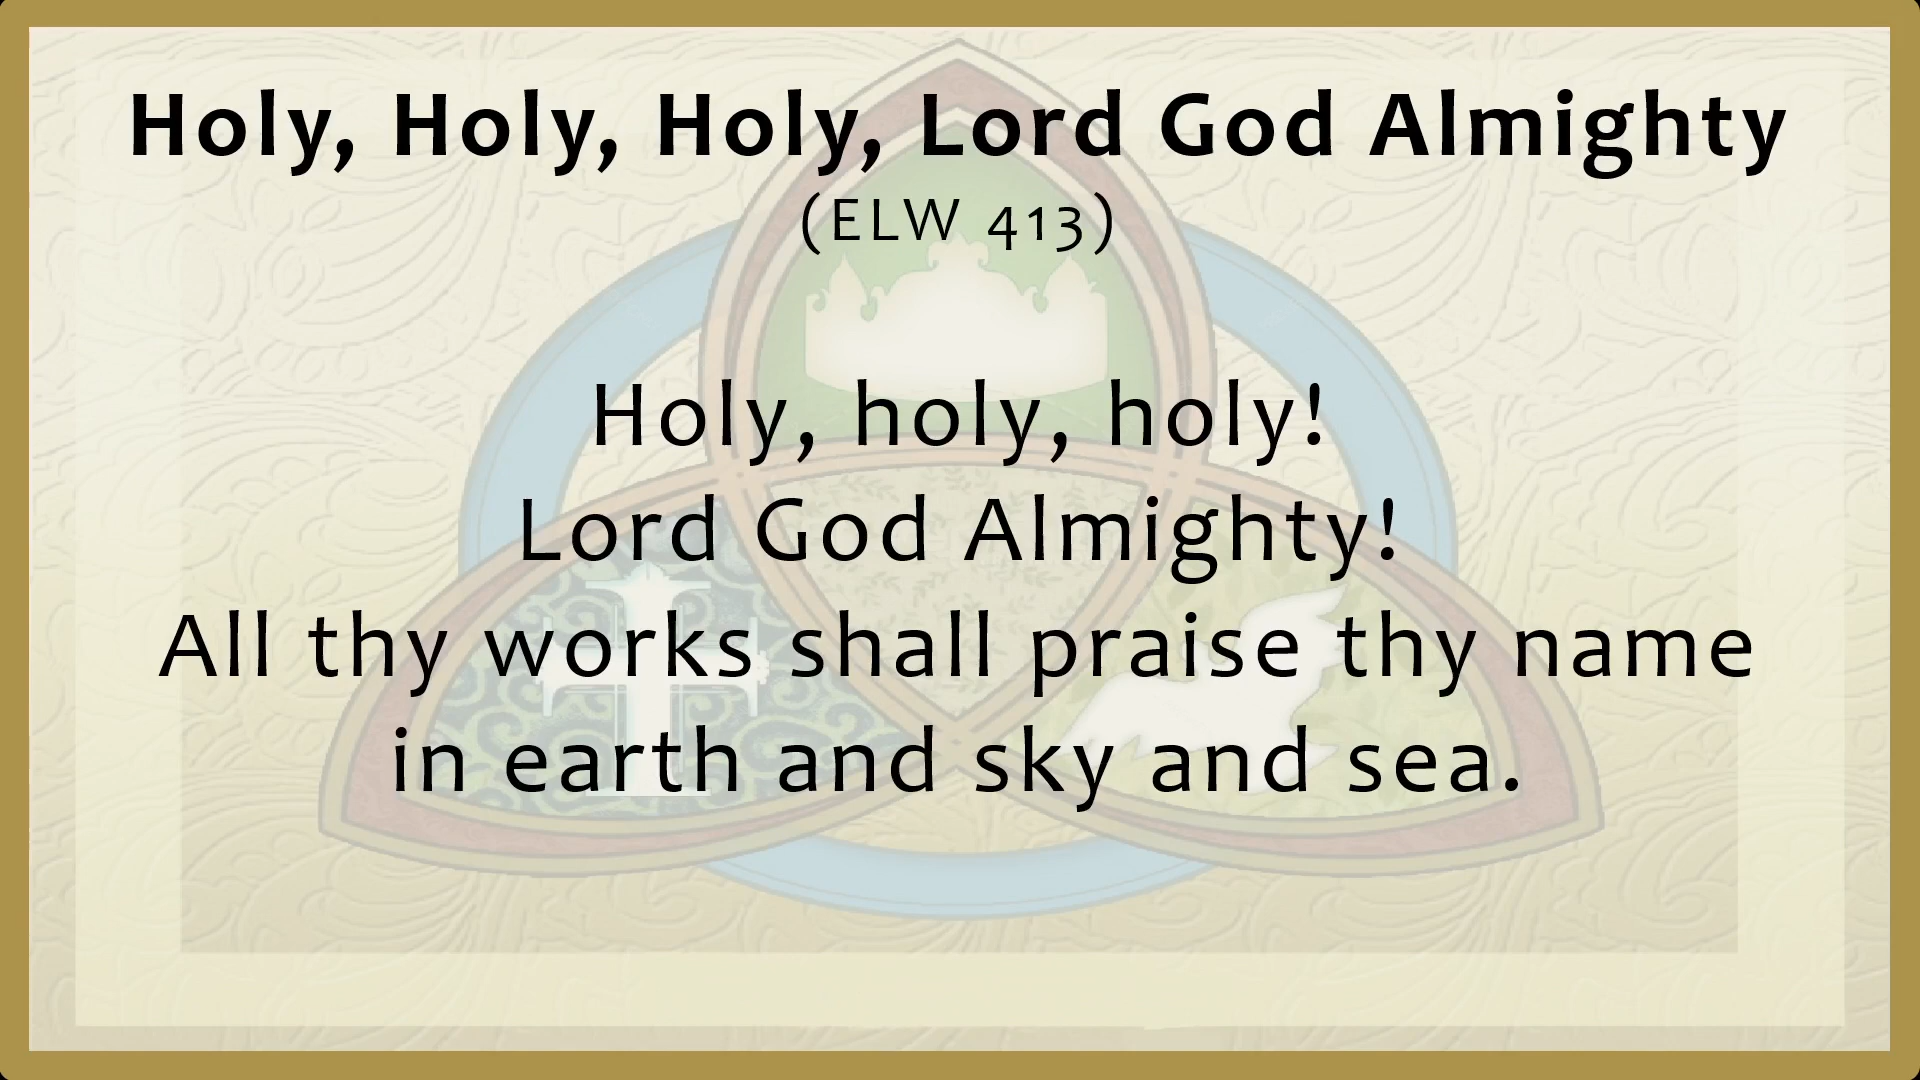 Holy, Holy, Holy, Lord God Almighty
(ELW 413)
Holy, holy, holy!
Lord God Almighty!
All thy works shall praise thy name
in earth and sky and sea.